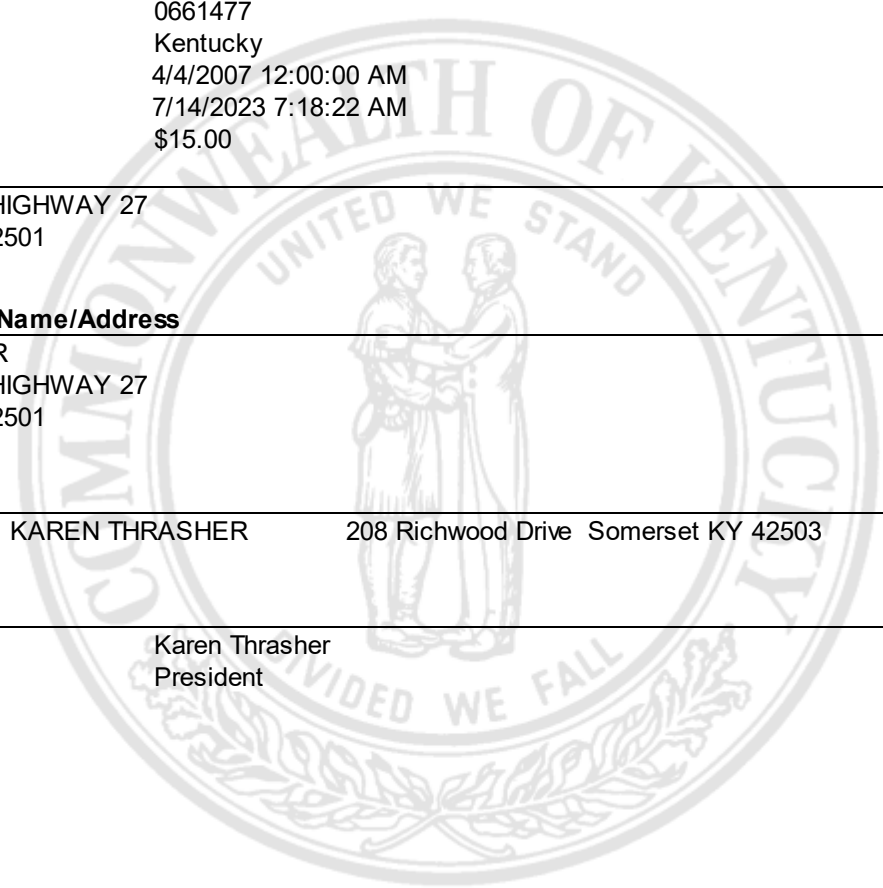 0661477
Kentucky
4/4/2007 12:00:00 AM
7/14/2023 7:18:22 AM
$15.00
HIGHWAY 27
2501
Name/Address
R
HIGHWAY 27
2501
KAREN THRASHER 208 Richwood Drive Somerset KY 42503
Karen Thrasher
President
COMMONWEALTH OF KENTUCKY
UNITED WE STAND
DIVIDED WE FALL